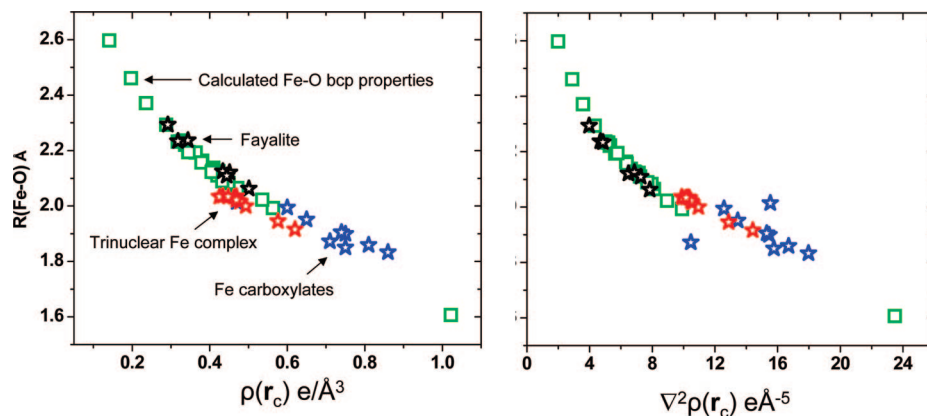 2.6
2.4
2.2
2.0
1.8
1.6
R(Fe-O) Å
Calculated Fe-O bcp properties
Fayalite
Trinuclear Fe complex
Fe carboxylates
0.2 0.4 0.6 0.8 1.0
ρ(r꜀) e/Å³
0 4 8 12 16 20 24
∇²ρ(r꜀) eÅ⁻⁵